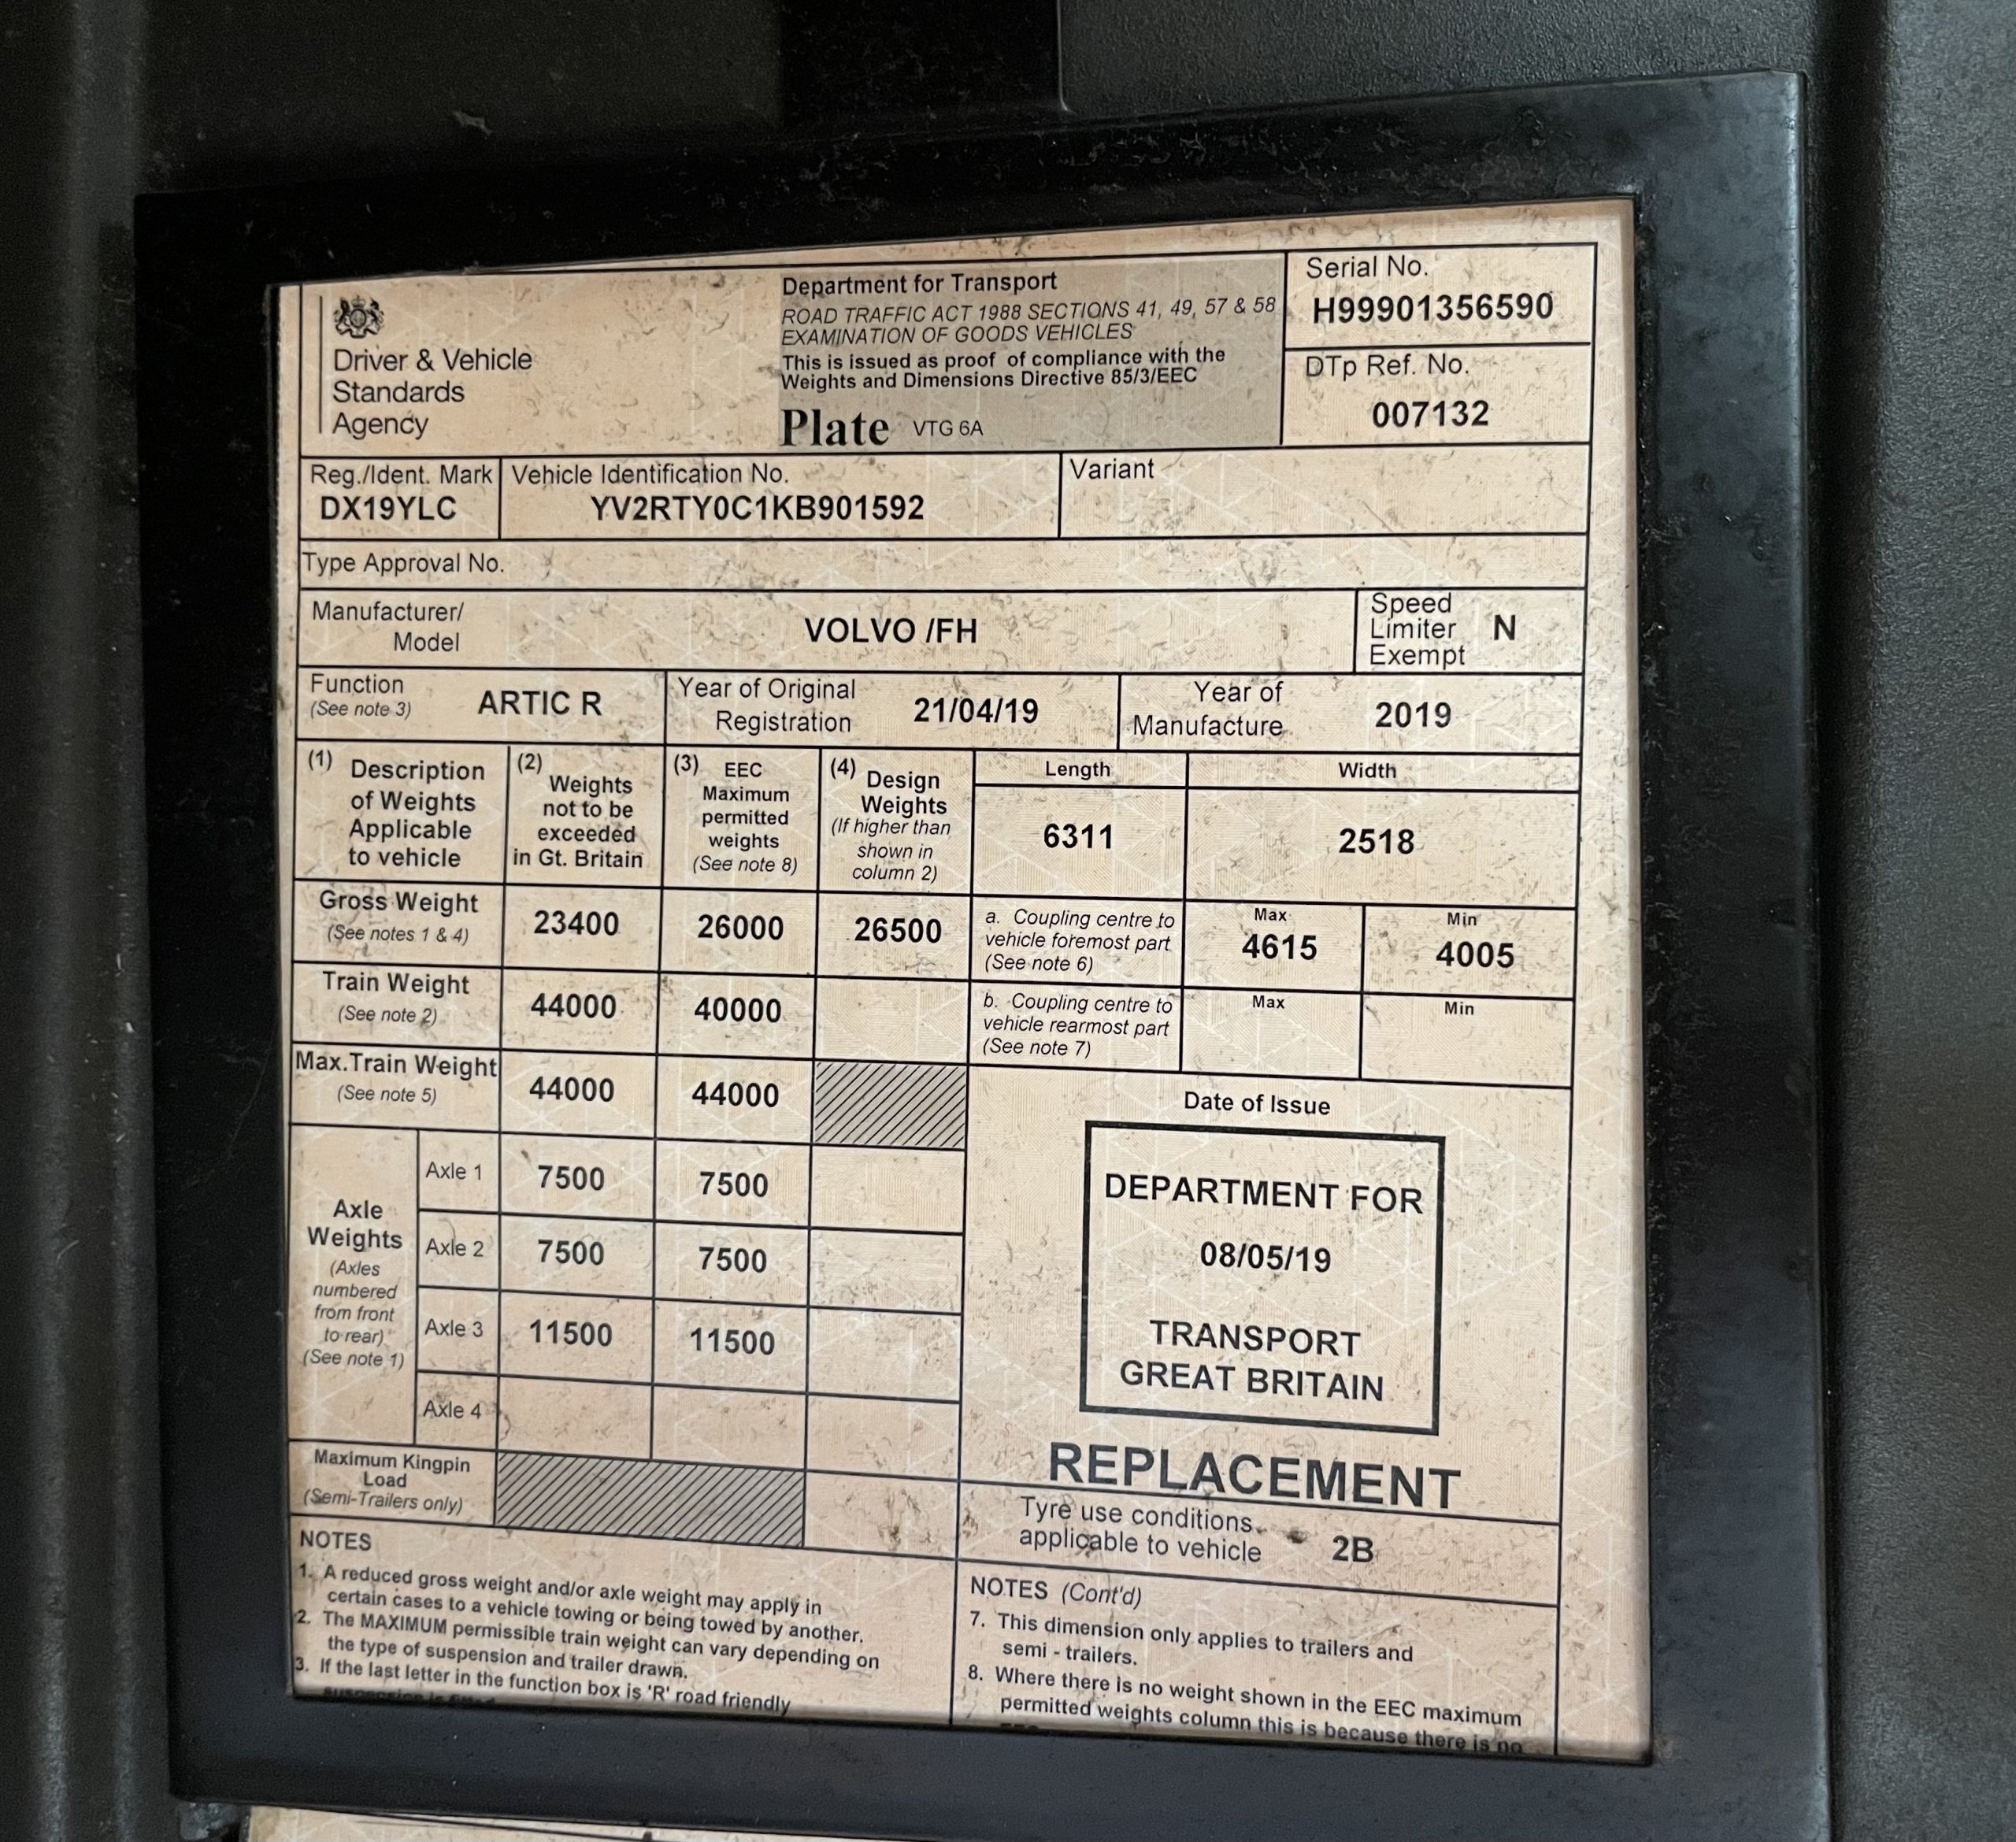 Driver & Vehicle
Standards
Agency
Department for Transport
ROAD TRAFFIC ACT 1988 SECTIONS 41, 49, 57 & 58
EXAMINATION OF GOODS VEHICLES
This is issued as proof of compliance with the
Weights and Dimensions Directive 85/3/EEC
Plate VTG 6A
Serial No.
H99901356590
DTp Ref. No.
007132
Reg./Ident. Mark
DX19YLC
Vehicle Identification No.
YV2RTY0C1KB901592
Variant
Type Approval No.
Manufacturer/
Model
VOLVO /FH
Speed
Limiter
Exempt
N
Function
(See note 3)
ARTIC R
Year of Original
Registration
21/04/19
Year of
Manufacture
2019
(1) Description
of Weights
Applicable
to vehicle
(2)
Weights
not to be
exceeded
in Gt. Britain
(3) EEC
Maximum
permitted
weights
(See note 8)
(4) Design
Weights
(If higher than
shown in
column 2)
Length
6311
Width
2518
Gross Weight
(See notes 1 & 4)
23400
26000
26500
a. Coupling centre to
vehicle foremost part
(See note 6)
Max
4615
Min
4005
Train Weight
(See note 2)
44000
40000
b. Coupling centre to
vehicle rearmost part
(See note 7)
Max
Min
Max.Train Weight
(See note 5)
44000
44000
Axle
Weights
(Axles
numbered
from front
to rear)
(See note 1)
Axle 1
7500
7500
Axle 2
7500
7500
Axle 3
11500
11500
Axle 4
Date of Issue
DEPARTMENT FOR
08/05/19
TRANSPORT
GREAT BRITAIN
REPLACEMENT
Maximum Kingpin
Load
(Semi-Trailers only)
Tyre use conditions
applicable to vehicle
2B
NOTES
1. A reduced gross weight and/or axle weight may apply in
certain cases to a vehicle towing or being towed by another.
2. The MAXIMUM permissible train weight can vary depending on
the type of suspension and trailer drawn.
3. If the last letter in the function box is 'R' road friendly
suspension is fitted
NOTES (Cont'd)
7. This dimension only applies to trailers and
semi - trailers.
8. Where there is no weight shown in the EEC maximum
permitted weights column this is because there is no